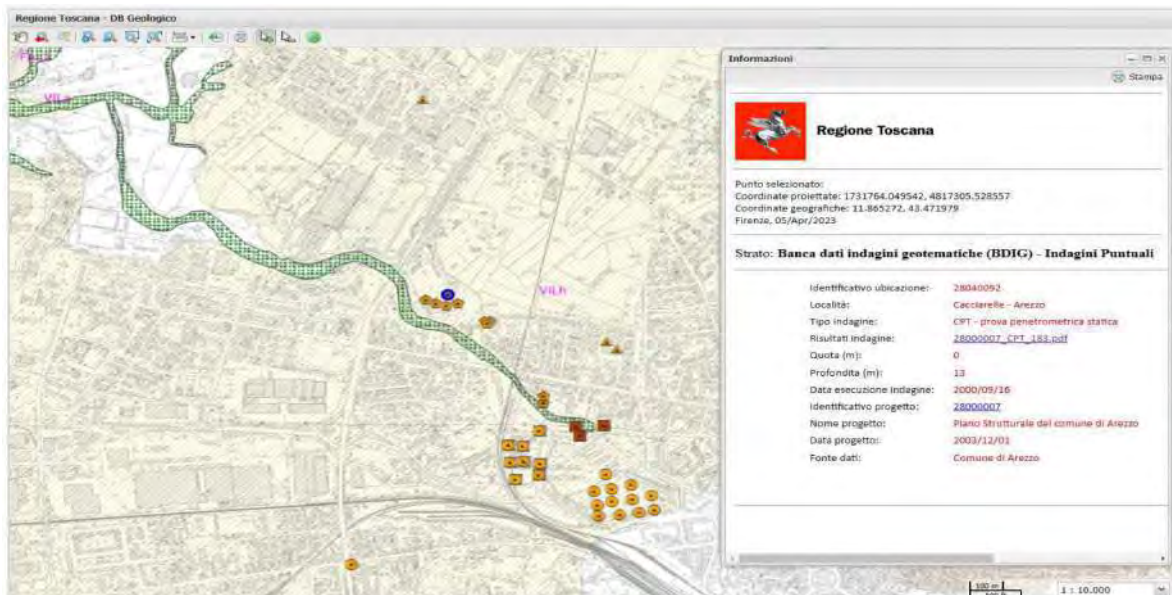 Regione Toscana - DB Geologico
Informazioni
Stampa
Regione Toscana
Punto selezionato:
Coordinate proiettate: 1731764.049542, 4817305.528557
Coordinate geografiche: 11.865272, 43.471979
Firenze, 05/Apr/2023
Strato: Banca dati indagini geotematiche (BDIG) - Indagini Puntuali
Identificativo ubicazione: 28040092
Località: Cacciarelle - Arezzo
Tipo indagine: CPT - prova penetrometrica statica
Risultati indagine: 28000007_CPT_183.pdf
Quota (m): 0
Profondita (m): 13
Data esecuzione indagine: 2000/09/16
Identificativo progetto: 28000007
Nome progetto: Piano Strutturale del comune di Arezzo
Data progetto: 2003/12/01
Fonte dati: Comune di Arezzo
VILa
VILh
100 m
1 : 10.000